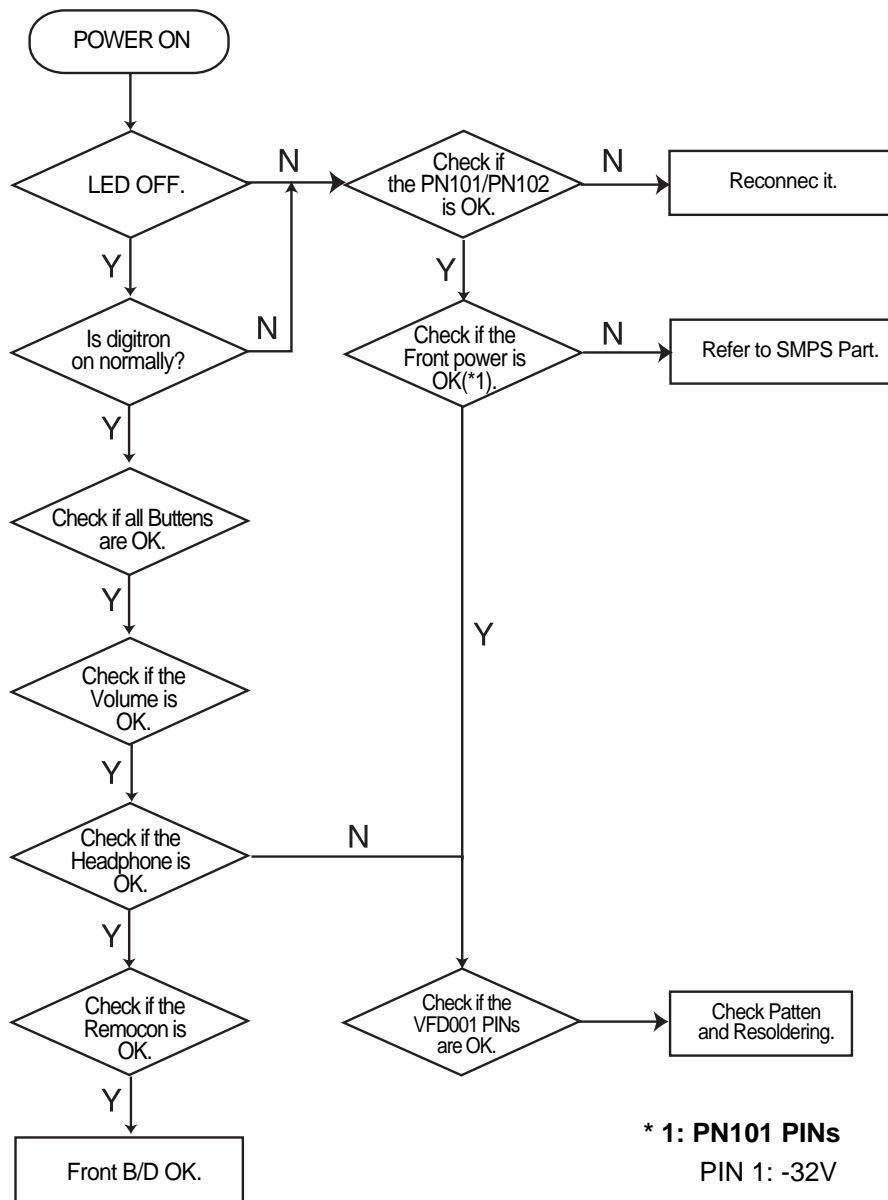 POWER ON
LED OFF.
N
Check if
the PN101/PN102
is OK.
N
Reconnec it.
Y
Y
Is digitron
on normally?
N
Check if the
Front power is
OK(*1).
N
Refer to SMPS Part.
Y
Check if all Buttens
are OK.
Y
Y
Check if the
Volume is
OK.
Y
Check if the
Headphone is
OK.
N
Y
Check if the
Remocon is
OK.
Check if the
VFD001 PINs
are OK.
Check Patten
and Resoldering.
Y
Front B/D OK.
* 1: PN101 PINs
PIN 1: -32V